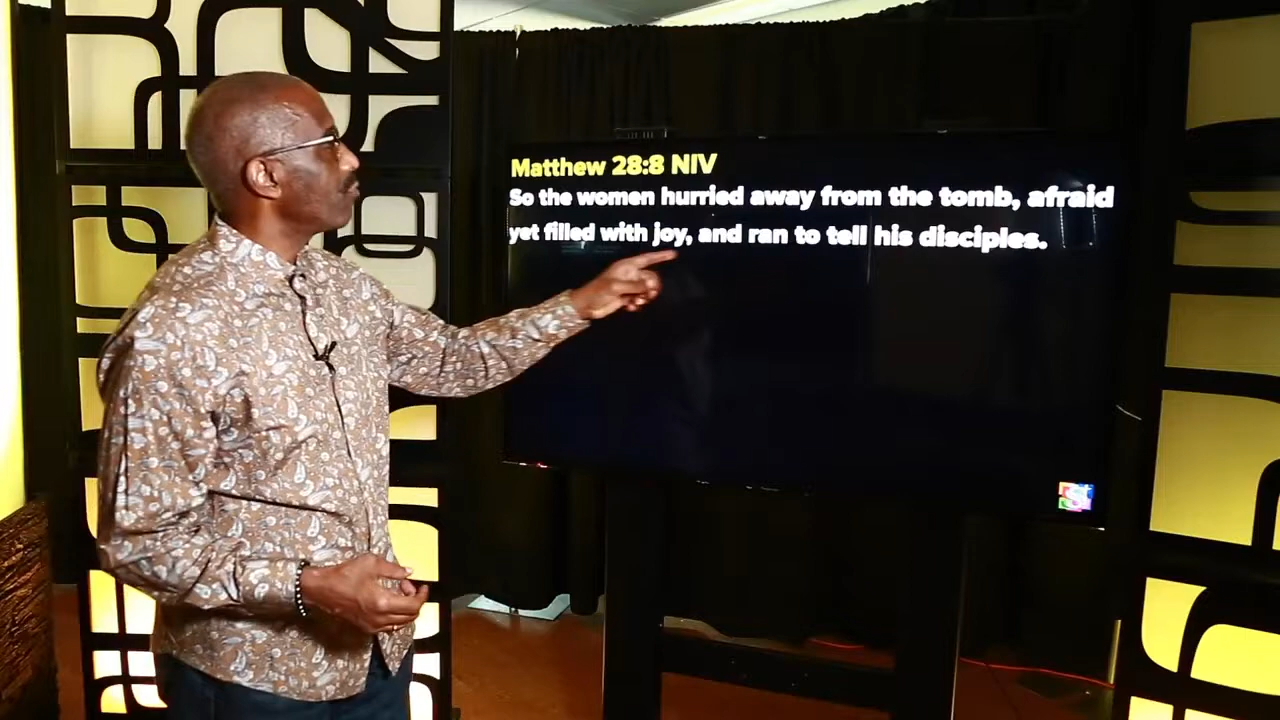 Matthew 28:8 NIV
So the women hurried away from the tomb, afraid
yet filled with joy, and ran to tell his disciples.